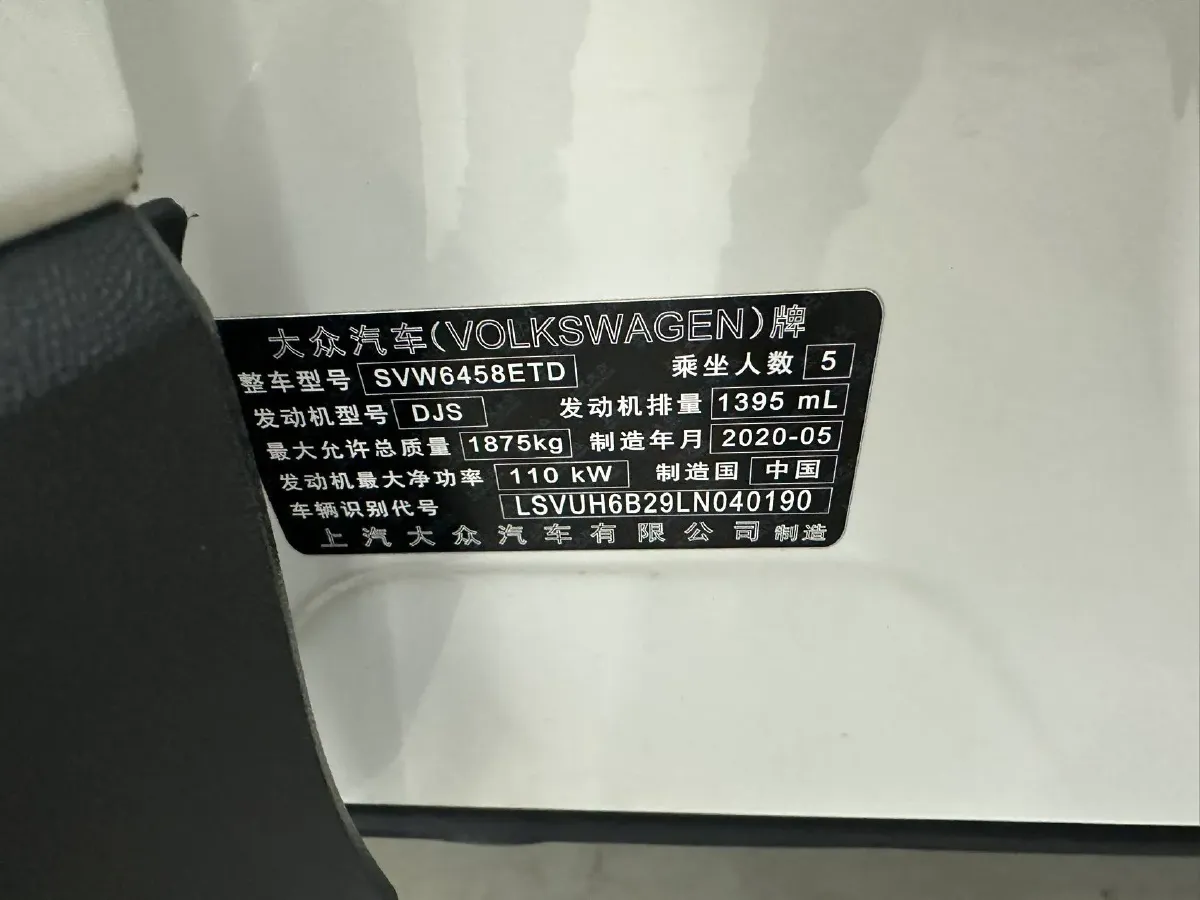 大众汽车(VOLKSWAGEN)牌
整车型号 SVW6458ETD 乘坐人数 5
发动机型号 DJS 发动机排量 1395 mL
最大允许总质量 1875kg 制造年月 2020-05
发动机最大净功率 110 kW 制造国 中国
车辆识别代号 LSVUH6B29LN040190
上汽大众汽车有限公司 制造